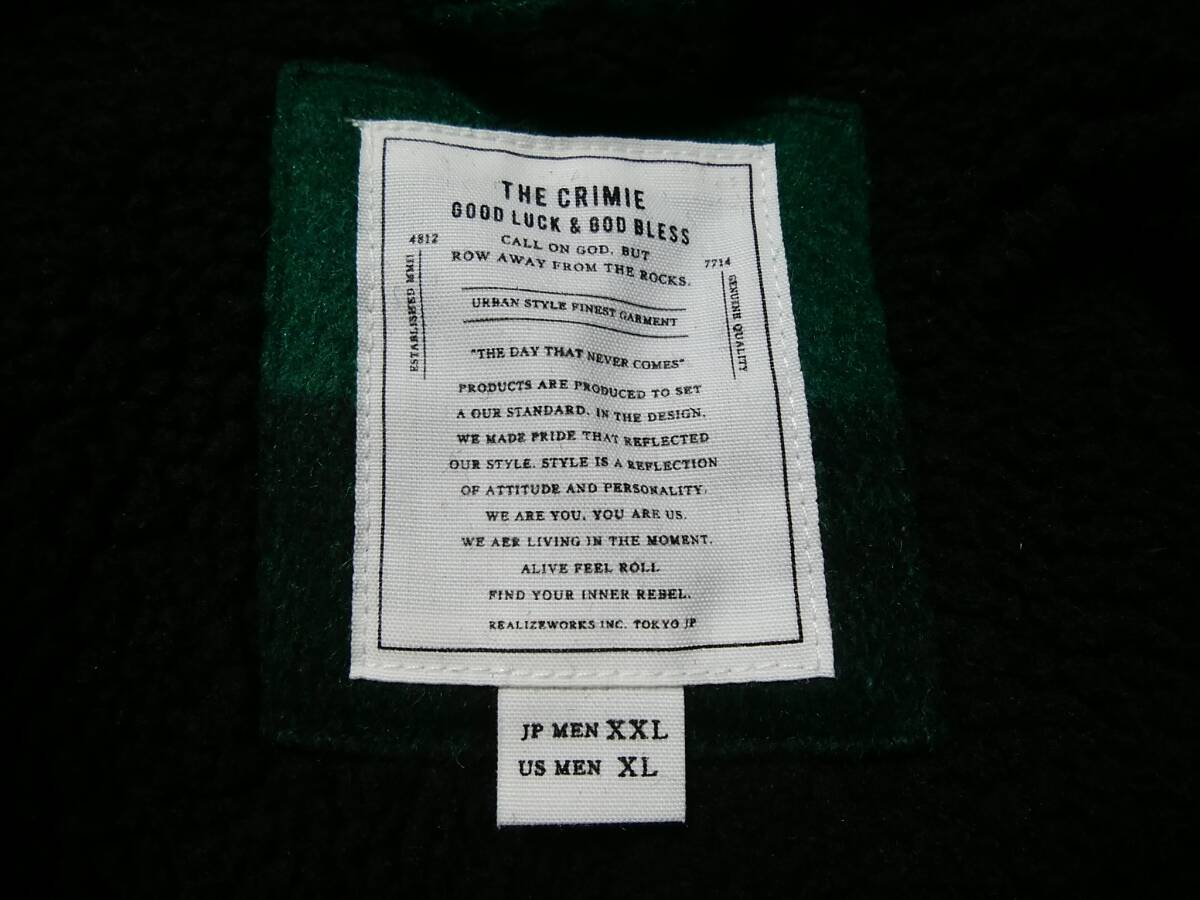 THE CRIMIE
GOOD LUCK & GOD BLESS
CALL ON GOD, BUT
ROW AWAY FROM THE ROCKS.
4812
ESTABLISHED MMII
7714
GENUINE QUALITY
URBAN STYLE FINEST GARMENT
"THE DAY THAT NEVER COMES"
PRODUCTS ARE PRODUCED TO SET
A OUR STANDARD. IN THE DESIGN,
WE MADE PRIDE THAT REFLECTED
OUR STYLE. STYLE IS A REFLECTION
OF ATTITUDE AND PERSONALITY.
WE ARE YOU, YOU ARE US.
WE AER LIVING IN THE MOMENT.
ALIVE FEEL ROLL
FIND YOUR INNER REBEL.
REALIZEWORKS INC. TOKYO JP
JP MEN XXL
US MEN XL